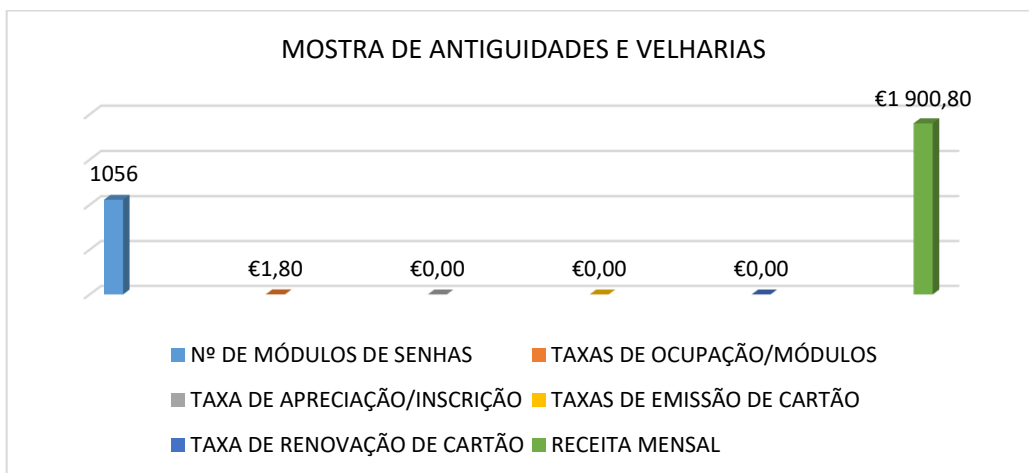 MOSTRA DE ANTIGUIDADES E VELHARIAS
€1 900,80
1056
€1,80 €0,00 €0,00 €0,00
Nº DE MÓDULOS DE SENHAS TAXAS DE OCUPAÇÃO/MÓDULOS
TAXA DE APRECIAÇÃO/INSCRIÇÃO TAXAS DE EMISSÃO DE CARTÃO
TAXA DE RENOVAÇÃO DE CARTÃO RECEITA MENSAL